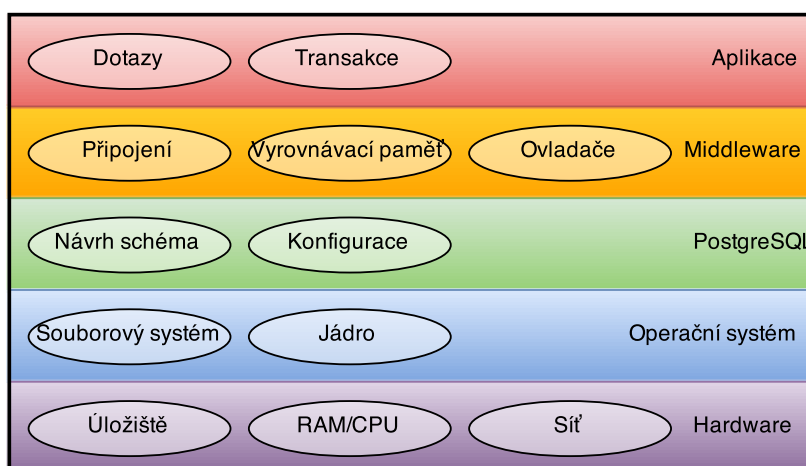 Dotazy Transakce Aplikace
Připojení Vyrovnávací paměť Ovladače Middleware
Návrh schéma Konfigurace PostgreSQL
Souborový systém Jádro Operační systém
Úložiště RAM/CPU Síť Hardware